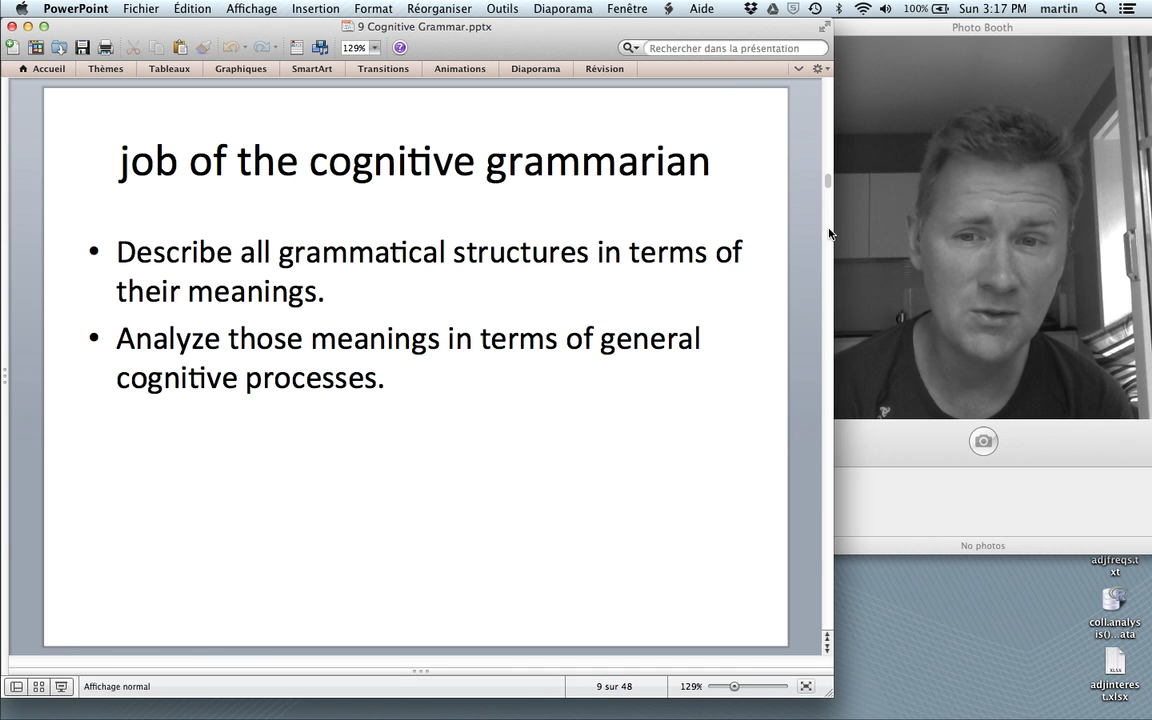 PowerPoint Fichier Édition Affichage Insertion Format Réorganiser Outils Diaporama Fenêtre Aide 100% Sun 3:17 PM martin
9 Cognitive Grammar.pptx
Photo Booth
129% Rechercher dans la présentation
Accueil Thèmes Tableaux Graphiques SmartArt Transitions Animations Diaporama Révision
job of the cognitive grammarian
• Describe all grammatical structures in terms of
their meanings.
• Analyze those meanings in terms of general
cognitive processes.
No photos
adjfreqs.t
xt
coll.analys
is()...ata
XLSX
adjinteres
t.xlsx
Affichage normal 9 sur 48 129%